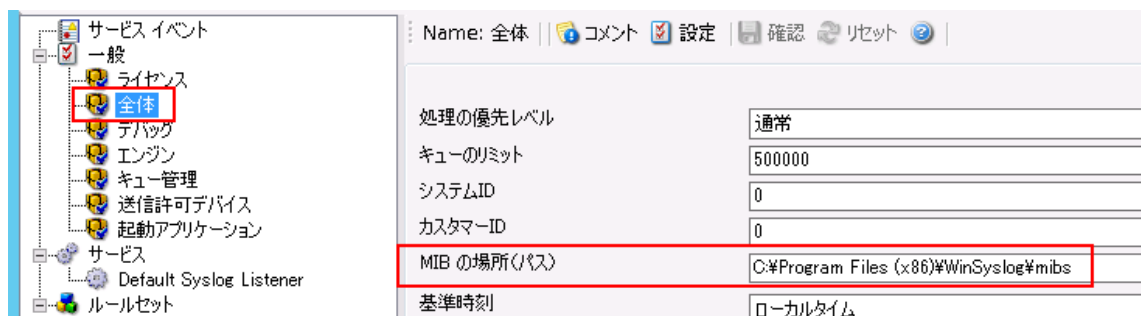 サービス イベント
一般
ライセンス
全体
デバッグ
エンジン
キュー管理
送信許可デバイス
起動アプリケーション
サービス
Default Syslog Listener
ルールセット
Name: 全体 コメント 設定 確認 リセット
処理の優先レベル 通常
キューのリミット 500000
システムID 0
カスタマーID 0
MIB の場所(パス) C:¥Program Files (x86)¥WinSyslog¥mibs
基準時刻 ローカルタイム